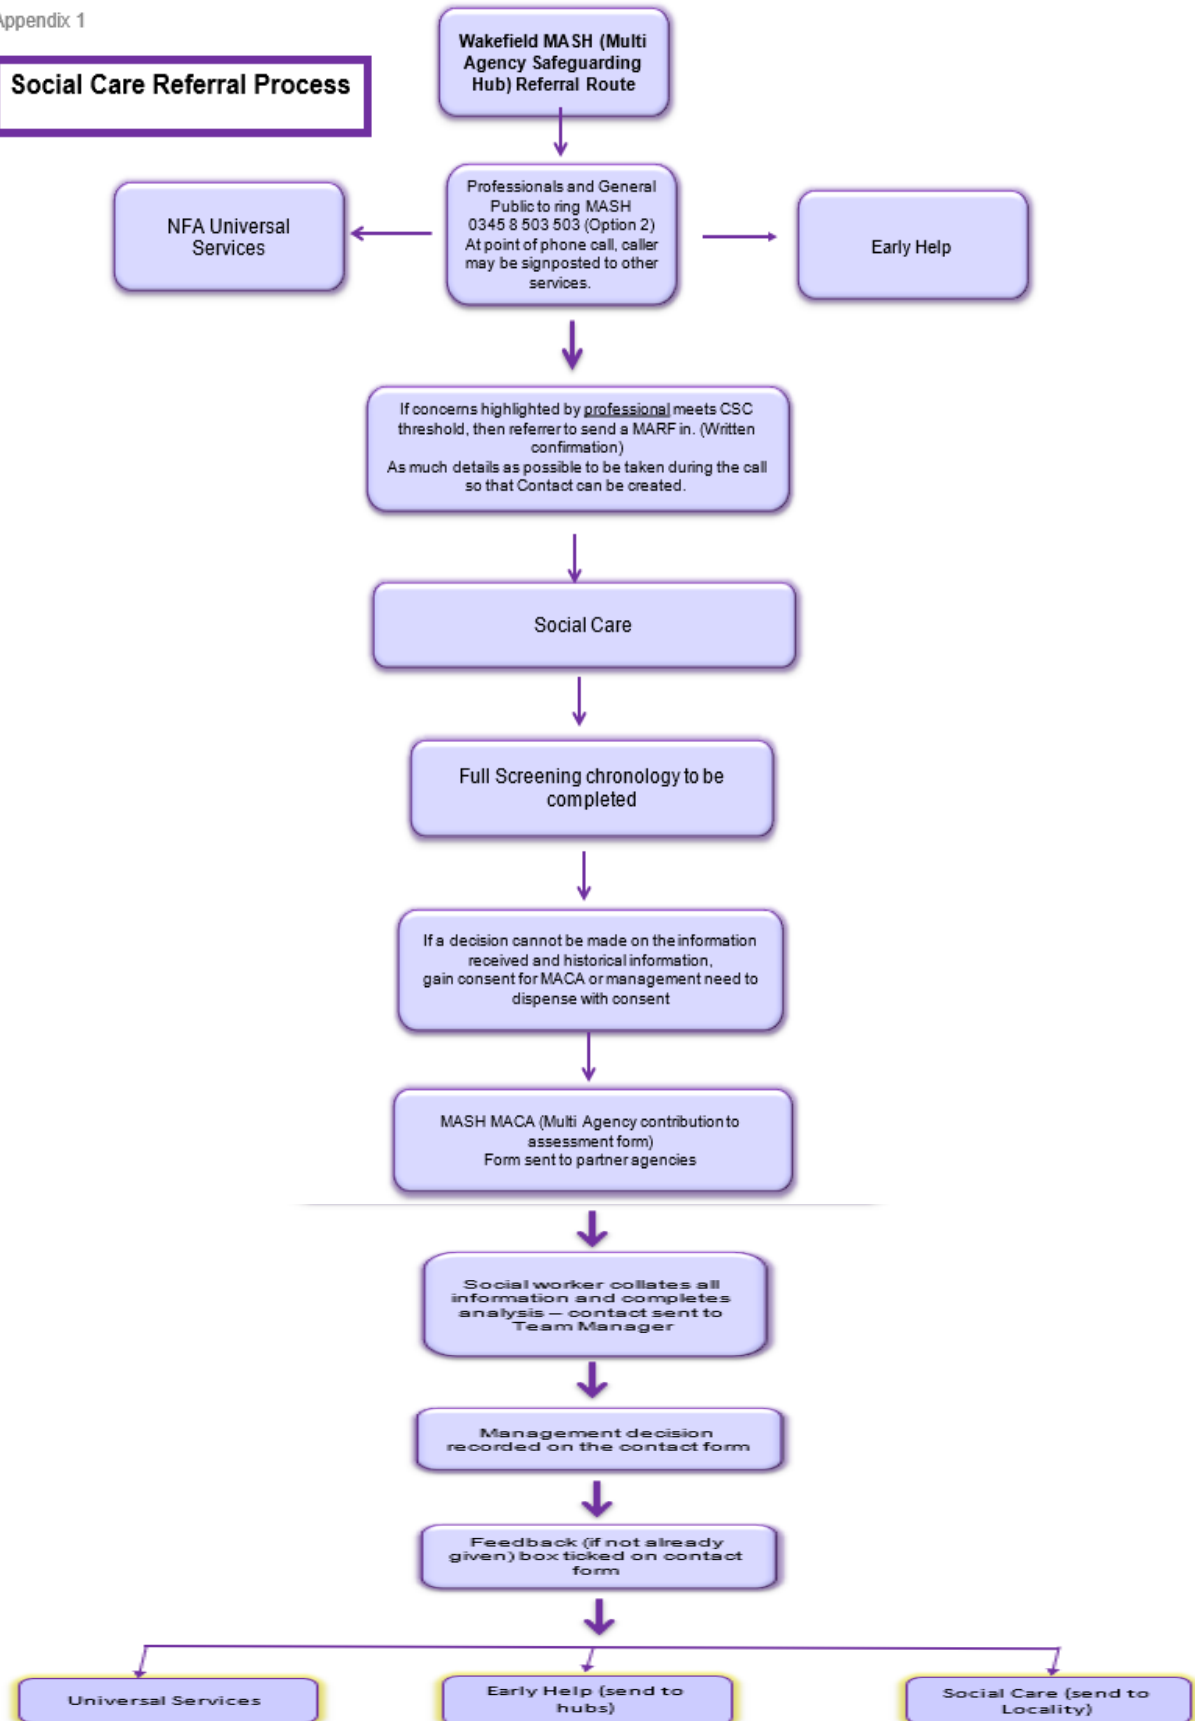 Appendix 1
Social Care Referral Process
Wakefield MASH (Multi
Agency Safeguarding
Hub) Referral Route
Professionals and General
Public to ring MASH
0345 8 503 503 (Option 2)
At point of phone call, caller
may be signposted to other
services.
NFA Universal
Services
Early Help
If concerns highlighted by professional meets CSC
threshold, then referrer to send a MARF in. (Written
confirmation)
As much details as possible to be taken during the call
so that Contact can be created.
Social Care
Full Screening chronology to be
completed
If a decision cannot be made on the information
received and historical information,
gain consent for MACA or management need to
dispense with consent
MASH MACA (Multi Agency contribution to
assessment form)
Form sent to partner agencies
Social worker collates all
information and completes
analysis – contact sent to
Team Manager
Management decision
recorded on the contact form
Feedback (if not already
given) box ticked on contact
form
Universal Services
Early Help (send to
hubs)
Social Care (send to
Locality)